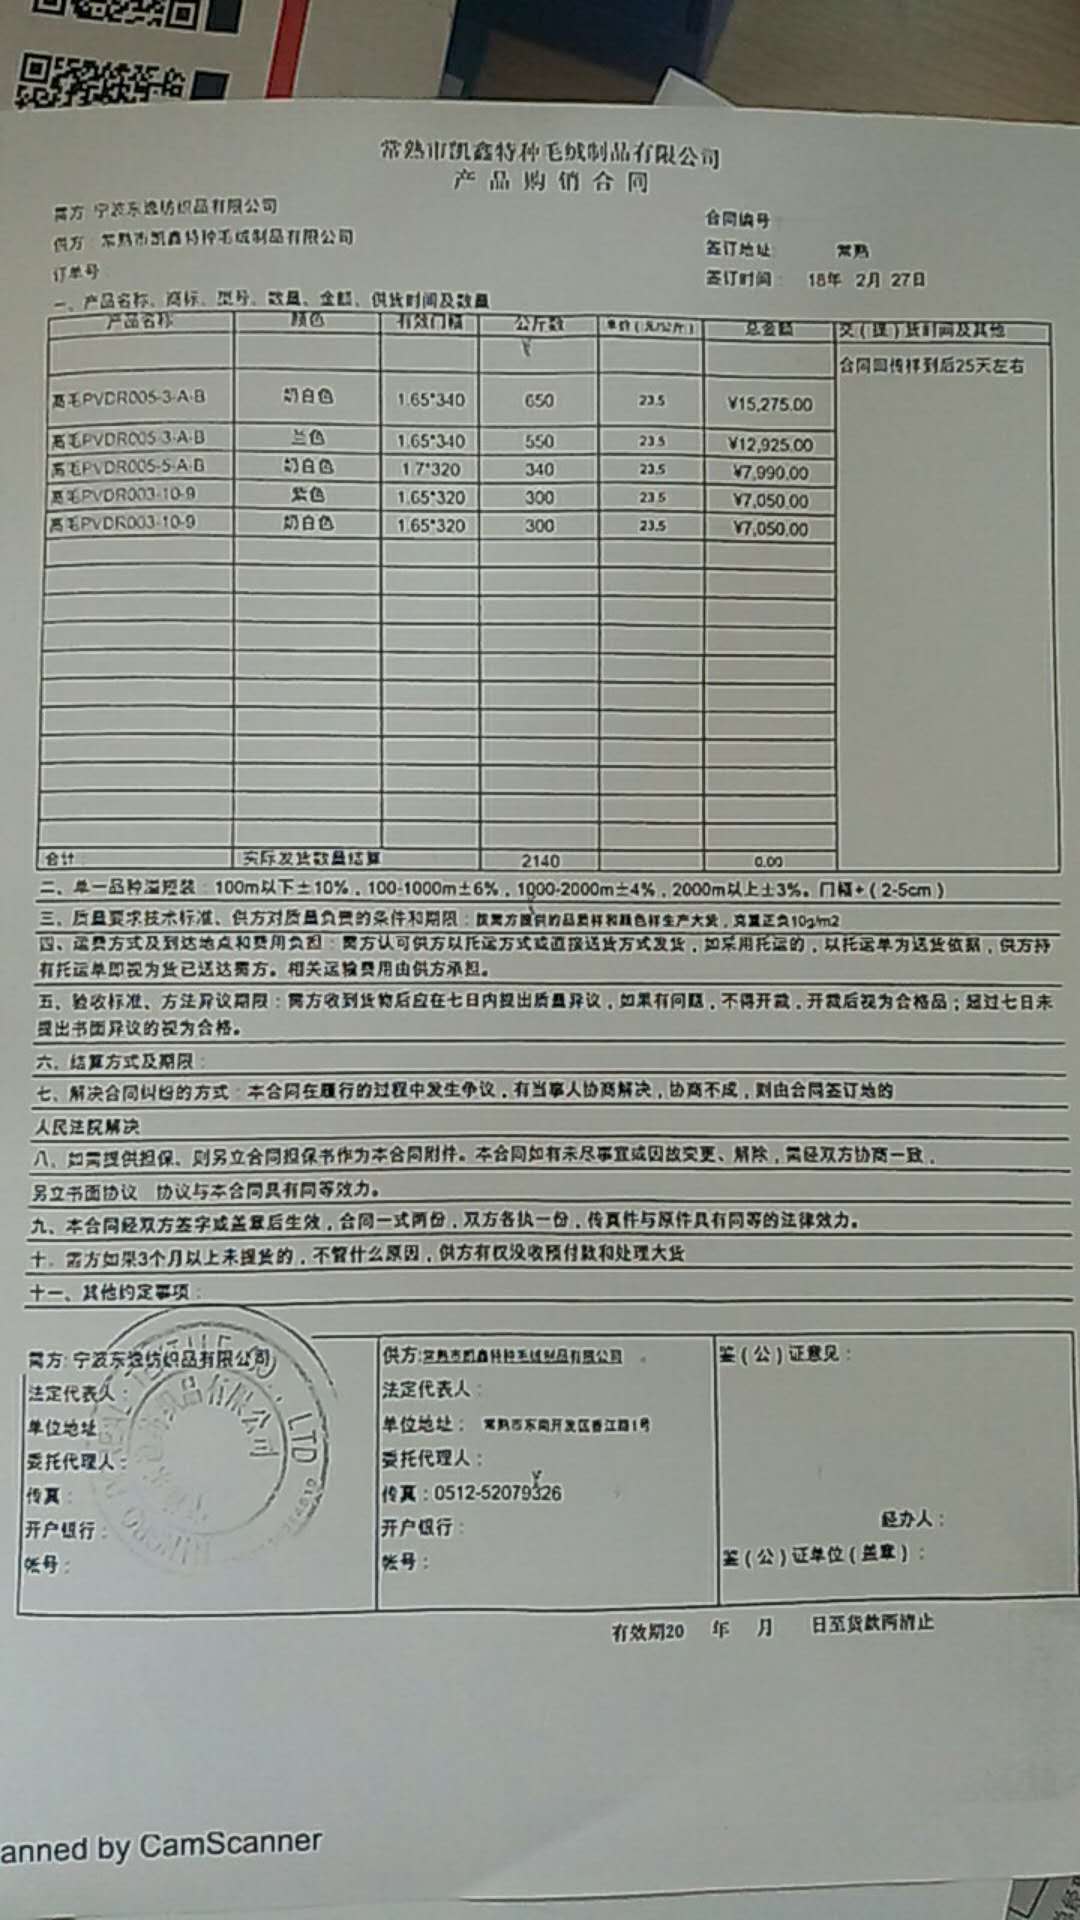 常熟市凯鑫特种毛绒制品有限公司
产品购销合同
需方 宁波东逸纺织品有限公司
合同编号
供方 常熟市凯鑫特种毛绒制品有限公司
签订地址 常熟
订单号
签订时间： 18年 2月 27日
一、产品名称、商标、型号、数量、金额、供货时间及数量
产品名称 颜色 有效门幅 公斤数 单价（元/公斤） 总金额 交（提）货时间及其他
合同回传样到后25天左右
高毛PVDR005-3-A-B 奶白色 1.65*340 650 23.5 ¥15,275.00
高毛PVDR005-3-A-B 兰色 1.65*340 550 23.5 ¥12,925.00
高毛PVDR005-5-A-B 奶白色 1.7*320 340 23.5 ¥7,990.00
高毛PVDR003-10-9 紫色 1.65*320 300 23.5 ¥7,050.00
高毛PVDR003-10-9 奶白色 1.65*320 300 23.5 ¥7,050.00
合计 实际发货数量结算 2140 0.00
二、单一品种溢短装：100m以下±10%，100-1000m±6%，1000-2000m±4%，2000m以上±3%。门幅+（2-5cm）
三、质量要求技术标准、供方对质量负责的条件和期限：按需方提供的品质样和颜色样生产大货，克重正负10g/m2
四、运费方式及到达地点和费用负担：需方认可供方以托运方式或直接送货方式发货，如采用托运的，以托运单为送货依据，供方持
有托运单即视为货已送达需方。相关运输费用由供方承担。
五、验收标准、方法异议期限：需方收到货物后应在七日内提出质量异议，如果有问题，不得开裁，开裁后视为合格品；超过七日未
提出书面异议的视为合格。
六、结算方式及期限：
七、解决合同纠纷的方式：本合同在履行的过程中发生争议，有当事人协商解决，协商不成，则由合同签订地的
人民法院解决
八、如需提供担保、则另立合同担保书作为本合同附件。本合同如有未尽事宜或因故变更、解除，需经双方协商一致，
另立书面协议 协议与本合同具有同等效力。
九、本合同经双方签字或盖章后生效，合同一式两份，双方各执一份，传真件与原件具有同等的法律效力。
十、需方如果3个月以上未提货的，不管什么原因，供方有仅没收预付款和处理大货
十一、其他约定事项：
需方: 宁波东逸纺织品有限公司
法定代表人：
单位地址
委托代理人：
传真：
开户银行：
帐号：
供方:常熟市凯鑫特种毛绒制品有限公司
法定代表人：
单位地址： 常熟市东南开发区香江路1号
委托代理人：
传真：0512-52079326
开户银行：
帐号：
鉴（公）证意见：
经办人：
鉴（公）证单位（盖章）：
有效期20 年 月 日至货款两清止
anned by CamScanner